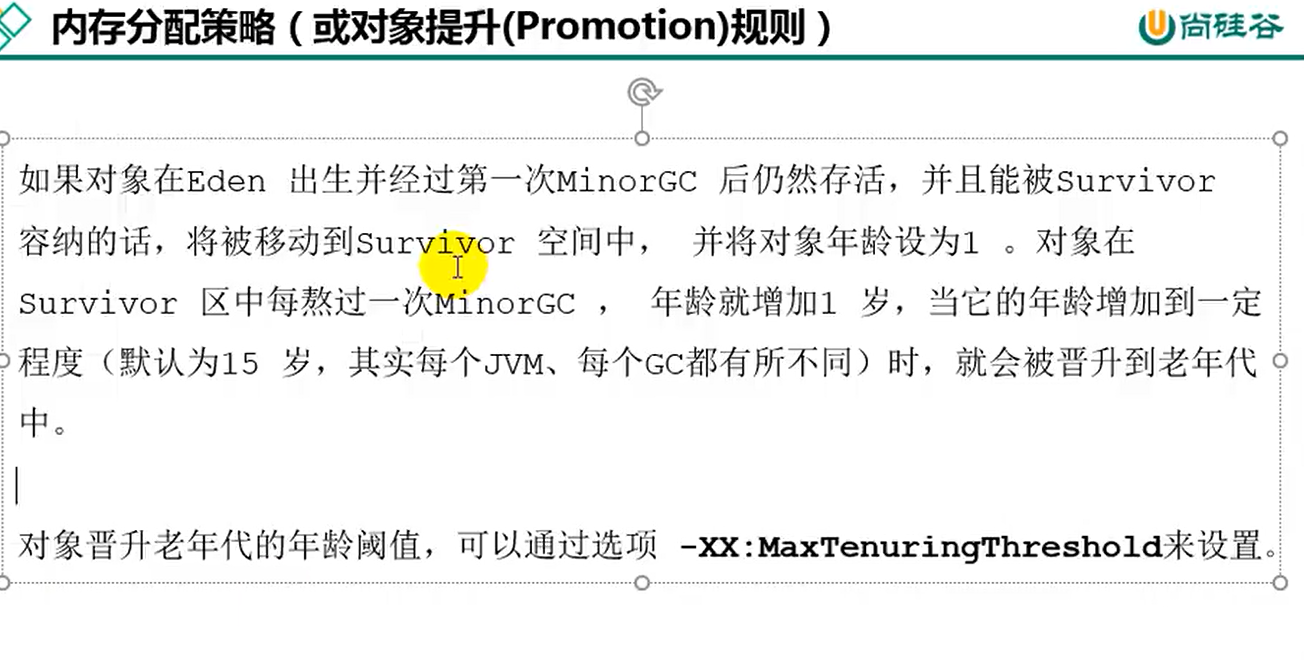 内存分配策略（或对象提升(Promotion)规则）
尚硅谷
如果对象在Eden 出生并经过第一次MinorGC 后仍然存活，并且能被Survivor
容纳的话，将被移动到Survivor 空间中， 并将对象年龄设为1 。对象在
Survivor 区中每熬过一次MinorGC ， 年龄就增加1 岁，当它的年龄增加到一定
程度（默认为15 岁，其实每个JVM、每个GC都有所不同）时，就会被晋升到老年代
中。
对象晋升老年代的年龄阈值，可以通过选项 -XX:MaxTenuringThreshold来设置。